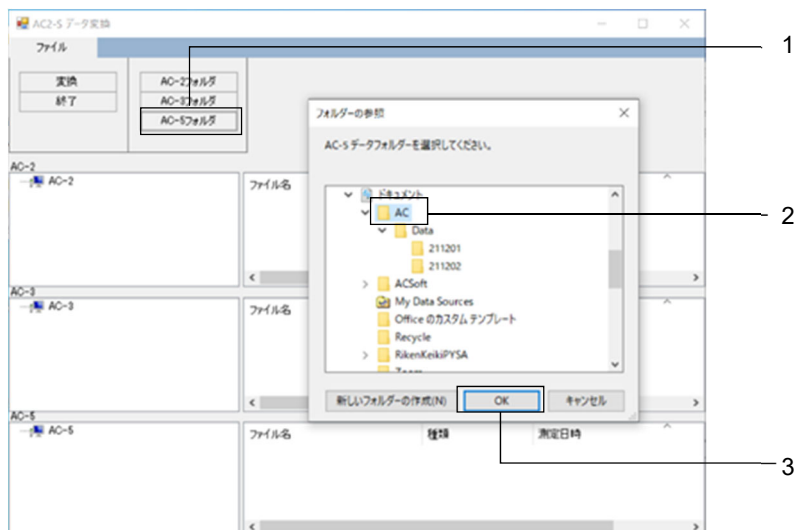 AC2-S データ変換
1
ファイル
変換
終了
AC-2フォルダ
AC-3フォルダ
AC-5フォルダ
フォルダーの参照
AC-5 データフォルダーを選択してください。
ドキュメント
AC
2
Data
211201
211202
ACSoft
My Data Sources
Office のカスタム テンプレート
Recycle
RikenKeikiPYSA
Zoom
新しいフォルダーの作成(N)
OK
キャンセル
AC-2
AC-2
ファイル名
AC-3
AC-3
ファイル名
AC-5
AC-5
ファイル名 種類 測定日時
3